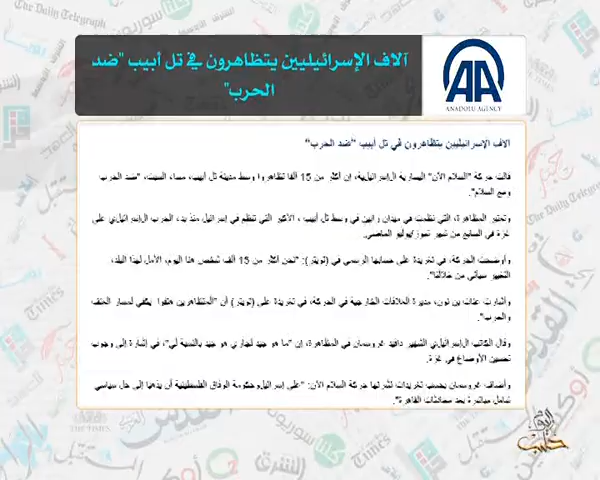 آلاف الإسرائيليين يتظاهرون في تل أبيب "ضد
الحرب"
AA
ANADOLU AGENCY
آلاف الإسرائيليين يتظاهرون في تل أبيب "ضد الحرب"
قالت حركة "السلام الآن" اليسارية الإسرائيلية، إن أكثر من 15 ألفا تظاهروا وسط مدينة تل أبيب، مساء السبت، "ضد الحرب
ومع السلام".
وتعتبر المظاهرة، التي نظمت في ميدان رابين في وسط تل أبيب، الأكبر التي تنظم في إسرائيل منذ بدء الحرب الإسرائيلي على
غزة في السابع من شهر تموز/يوليو الماضي.
وأوضحت الحركة، في تغريدة على حسابها الرسمي في (تويتر): "نحن أكثر من 15 ألف شخص هنا اليوم، الأمل لهذا البلد،
التغيير سيأتي من خلالنا".
وأشارت عنات بن نون، مديرة العلاقات الخارجية في الحركة، في تغريدة على (تويتر) أن "المتظاهرين هتفوا يكفي لمسار العنف
والحرب".
وقال الكاتب الإسرائيلي الشهير دافيد غروسمان في المظاهرة، إن "ما هو جيد لجاري هو جيد بالنسبة لي"، في إشارة إلى وجوب
تحسين الأوضاع في غزة.
وأضاف غروسمان بحسب تغريدات نشرتها حركة السلام الآن: "على إسرائيل وحكومة الوفاق الفلسطينية أن يذهبا إلى حل سياسي
شامل مباشرة بعد محادثات القاهرة".
حلب اليوم